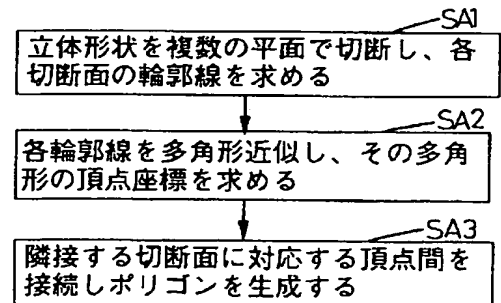 SA1
立体形状を複数の平面で切断し、各
切断面の輪郭線を求める
SA2
各輪郭線を多角形近似し、その多角
形の頂点座標を求める
SA3
隣接する切断面に対応する頂点間を
接続しポリゴンを生成する